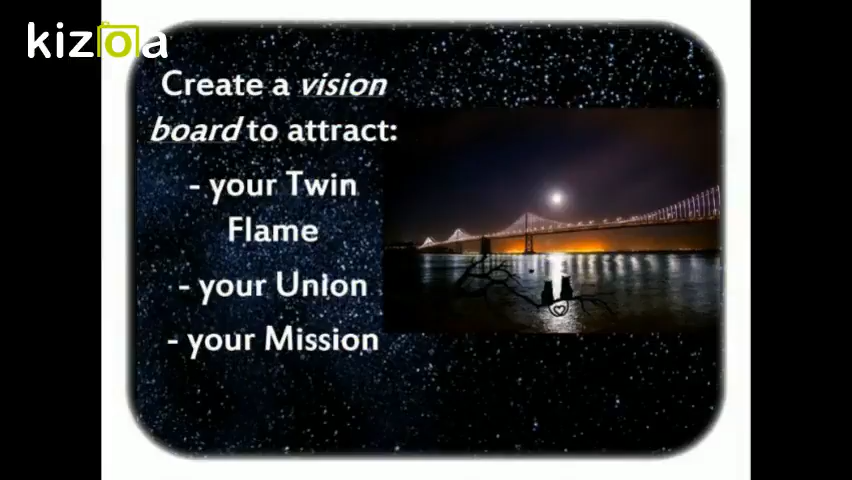 kizoa
Create a vision
board to attract:
- your Twin
Flame
- your Union
- your Mission